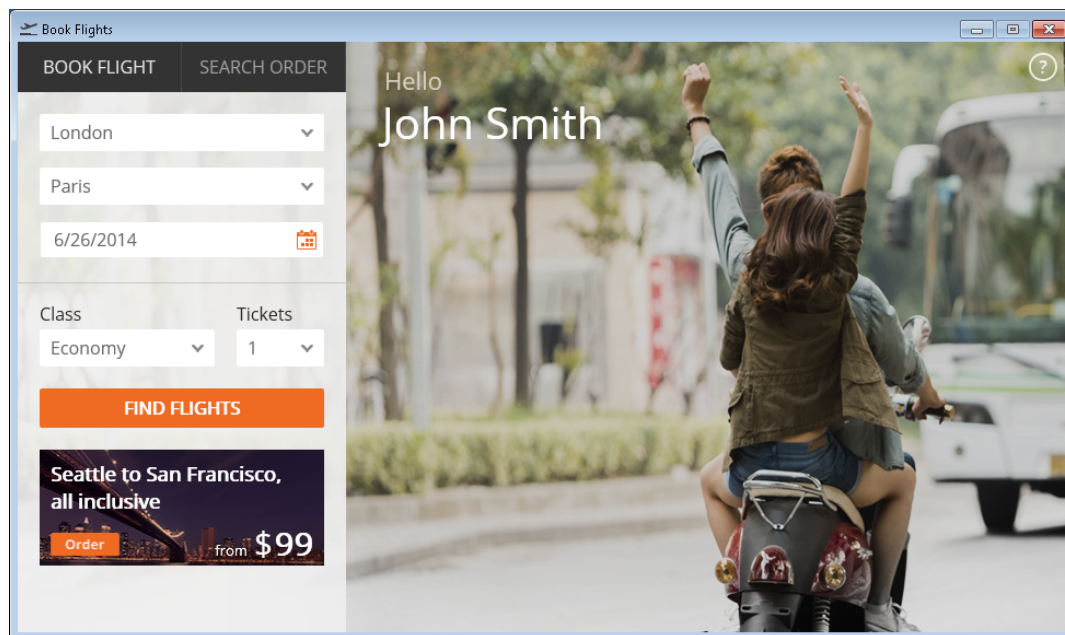 Book Flights
BOOK FLIGHT
SEARCH ORDER
Hello
John Smith
?
London
Paris
6/26/2014
Class
Tickets
Economy
1
FIND FLIGHTS
Seattle to San Francisco,
all inclusive
Order
from $99